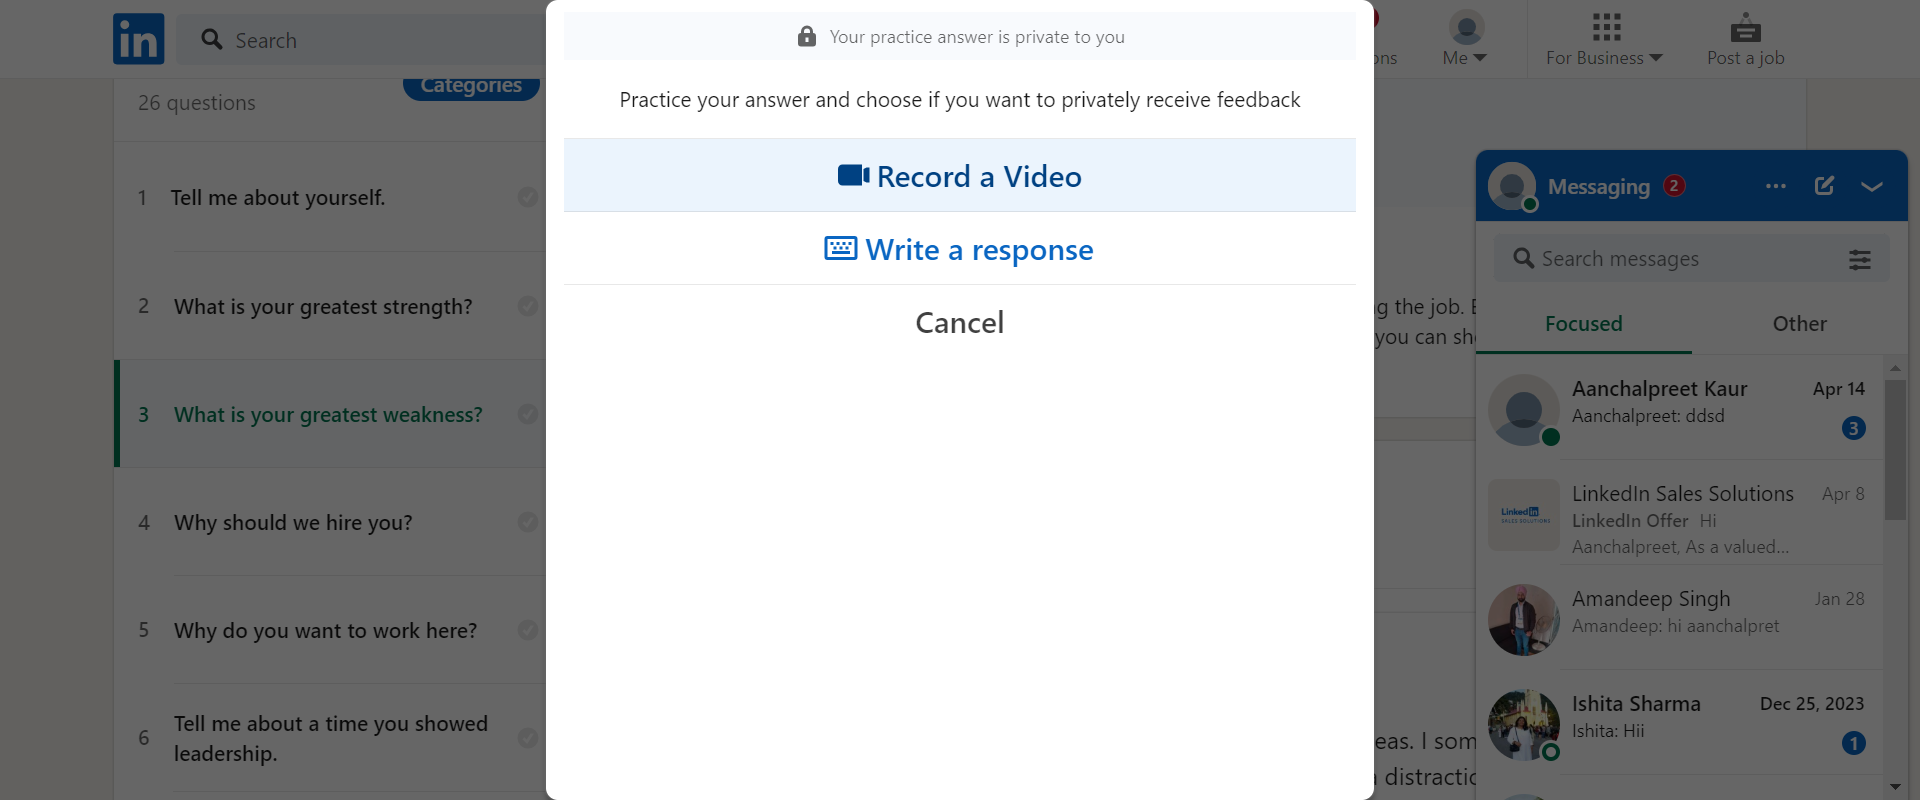 in
Search
ons
Me
For Business
Post a job
26 questions
Categories
1 Tell me about yourself.
2 What is your greatest strength?
3 What is your greatest weakness?
4 Why should we hire you?
5 Why do you want to work here?
6 Tell me about a time you showed
leadership.
Your practice answer is private to you
Practice your answer and choose if you want to privately receive feedback
Record a Video
Write a response
Cancel
g the job.
you can sh
eas. I som
distractic
Messaging 2
Search messages
Focused Other
Aanchalpreet Kaur Apr 14
Aanchalpreet: ddsd 3
LinkedIn Sales Solutions Apr 8
LinkedIn Offer Hi
Aanchalpreet, As a valued...
Linked in
SALES SOLUTIONS
Amandeep Singh Jan 28
Amandeep: hi aanchalpret
Ishita Sharma Dec 25, 2023
Ishita: Hii 1